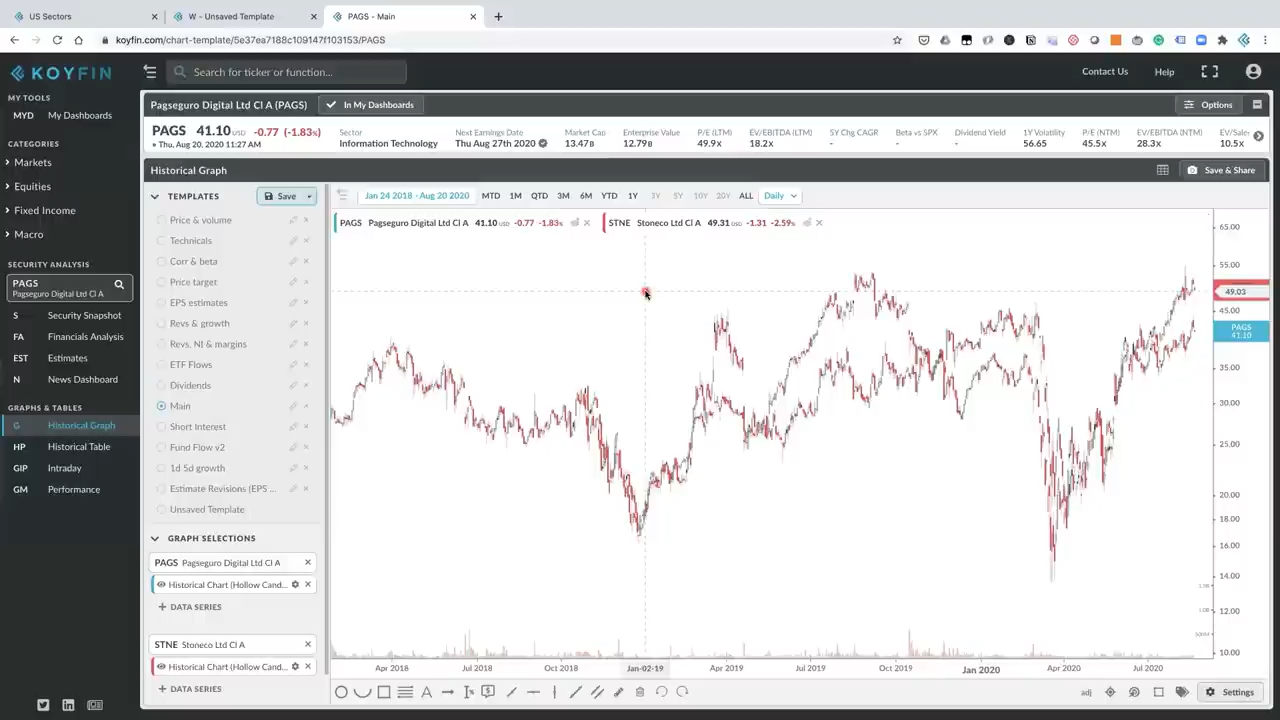 US Sectors
W - Unsaved Template
PAGS - Main
koyfin.com/chart-template/5e37ea7188c109147f103153/PAGS
KOYFIN
Search for ticker or function...
Contact Us
Help
MY TOOLS
MYD My Dashboards
CATEGORIES
Markets
Equities
Fixed Income
Macro
SECURITY ANALYSIS
PAGS
Pagseguro Digital Ltd Cl A
S Security Snapshot
FA Financials Analysis
EST Estimates
N News Dashboard
GRAPHS & TABLES
G Historical Graph
HP Historical Table
GIP Intraday
GM Performance
Pagseguro Digital Ltd Cl A (PAGS)
In My Dashboards
Options
PAGS 41.10 USD -0.77 (-1.83%)
Thu, Aug 20, 2020 11:27 AM
Sector
Information Technology
Next Earnings Date
Thu Aug 27th 2020
Market Cap
13.47B
Enterprise Value
12.79B
P/E (LTM)
49.9X
EV/EBITDA (LTM)
18.2X
5Y Chg CAGR
-
Beta vs SPX
-
Dividend Yield
-
1Y Volatility
56.65
P/E (NTM)
45.5X
EV/EBITDA (NTM)
28.3X
EV/Sales
10.5X
Historical Graph
Save & Share
TEMPLATES
Save
Price & volume
Technicals
Corr & beta
Price target
EPS estimates
Revs & growth
Revs, NI & margins
ETF Flows
Dividends
Main
Short Interest
Fund Flow v2
1d 5d growth
Estimate Revisions (EPS ...
Unsaved Template
GRAPH SELECTIONS
PAGS Pagseguro Digital Ltd Cl A
Historical Chart (Hollow Cand...
+ DATA SERIES
STNE Stoneco Ltd Cl A
Historical Chart (Hollow Cand...
+ DATA SERIES
Jan 24 2018 - Aug 20 2020
MTD 1M QTD 3M 6M YTD 1Y 3Y 5Y 10Y 20Y ALL
Daily
PAGS Pagseguro Digital Ltd Cl A 41.10 USD -0.77 -1.83%
STNE Stoneco Ltd Cl A 49.31 USD -1.31 -2.59%
65.00
55.00
49.03
45.00
PAGS
41.10
35.00
30.00
25.00
20.00
18.00
16.00
14.00
12.00
10.00
Apr 2018
Jul 2018
Oct 2018
Jan-02-19
Apr 2019
Jul 2019
Oct 2019
Jan 2020
Apr 2020
Jul 2020
adj
Settings